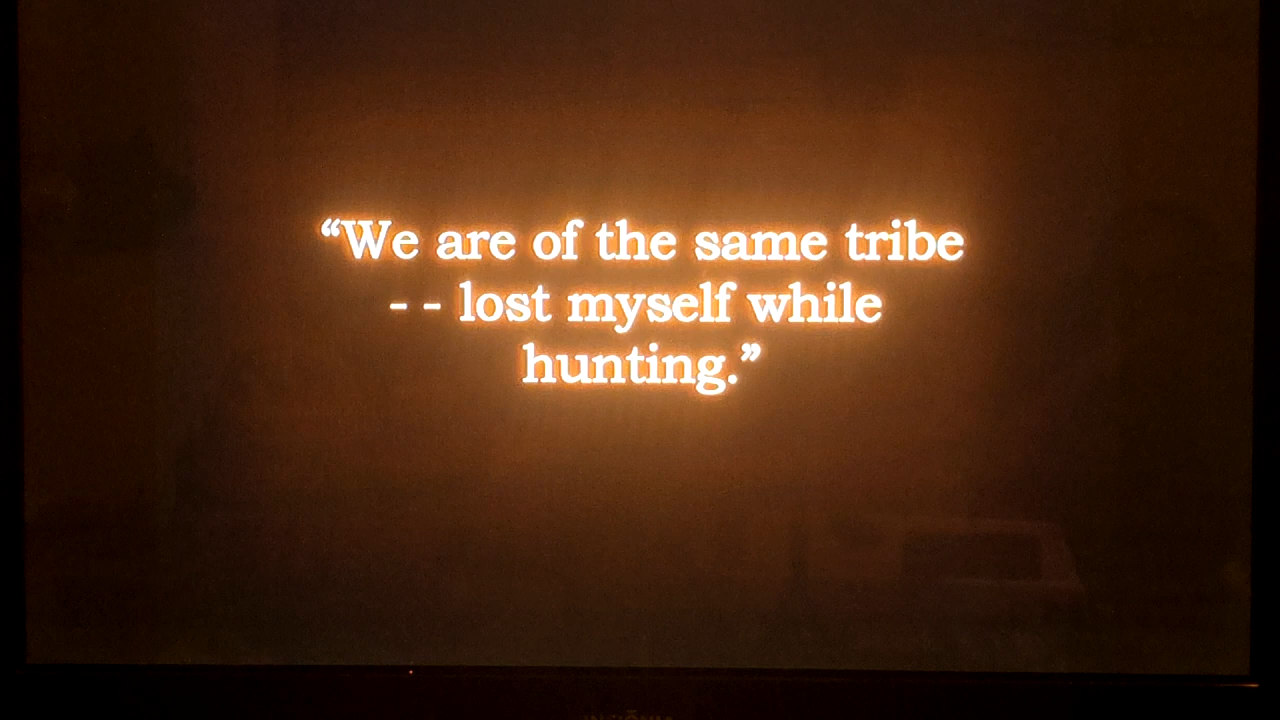 “We are of the same tribe
- - lost myself while
hunting.”